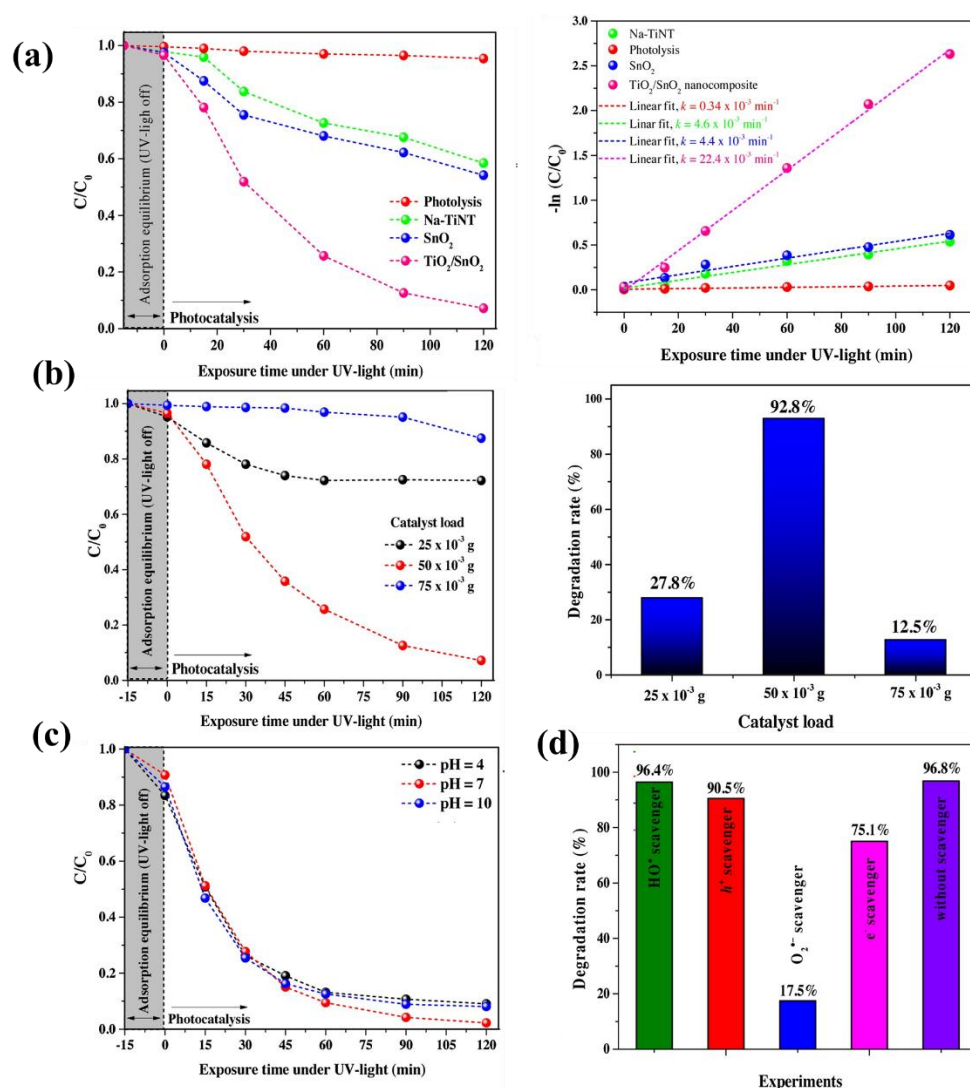 (a)
C/C₀
1.0
0.8
0.6
0.4
0.2
0.0
Adsorption equilibrium (UV-ligh off)
Photocatalysis
Photolysis
Na-TiNT
SnO₂
TiO₂/SnO₂
0
20
40
60
80
100
120
Exposure time under UV-light (min)
-ln (C/C₀)
3.0
2.5
2.0
1.5
1.0
0.5
0.0
Na-TiNT
Photolysis
SnO₂
TiO₂/SnO₂ nanocomposite
Linear fit, k = 0.34 x 10⁻³ min⁻¹
Linar fit, k = 4.6 x 10⁻³ min⁻¹
Linear fit, k = 4.4 x 10⁻³ min⁻¹
Linear fit, k = 22.4 x 10⁻³ min⁻¹
0
20
40
60
80
100
120
Exposure time under UV-light (min)
(b)
C/C₀
1.0
0.8
0.6
0.4
0.2
0.0
Adsorption equilibrium (UV-light off)
Photocatalysis
Catalyst load
25 x 10⁻³ g
50 x 10⁻³ g
75 x 10⁻³ g
-15
0
15
30
45
60
75
90
105
120
Exposure time under UV-light (min)
Degradation rate (%)
100
80
60
40
20
0
27.8%
92.8%
12.5%
25 x 10⁻³ g
50 x 10⁻³ g
75 x 10⁻³ g
Catalyst load
(c)
C/C₀
1.0
0.8
0.6
0.4
0.2
0.0
Adsorption equilibrium (UV-light off)
Photocatalysis
pH = 4
pH = 7
pH = 10
-15
0
15
30
45
60
75
90
105
120
Exposure time under UV-light (min)
(d)
Degradation rate (%)
100
80
60
40
20
0
96.4%
90.5%
17.5%
75.1%
96.8%
HO• scavenger
h⁺ scavenger
O₂•⁻ scavenger
e⁻ scavenger
without scavenger
Experiments